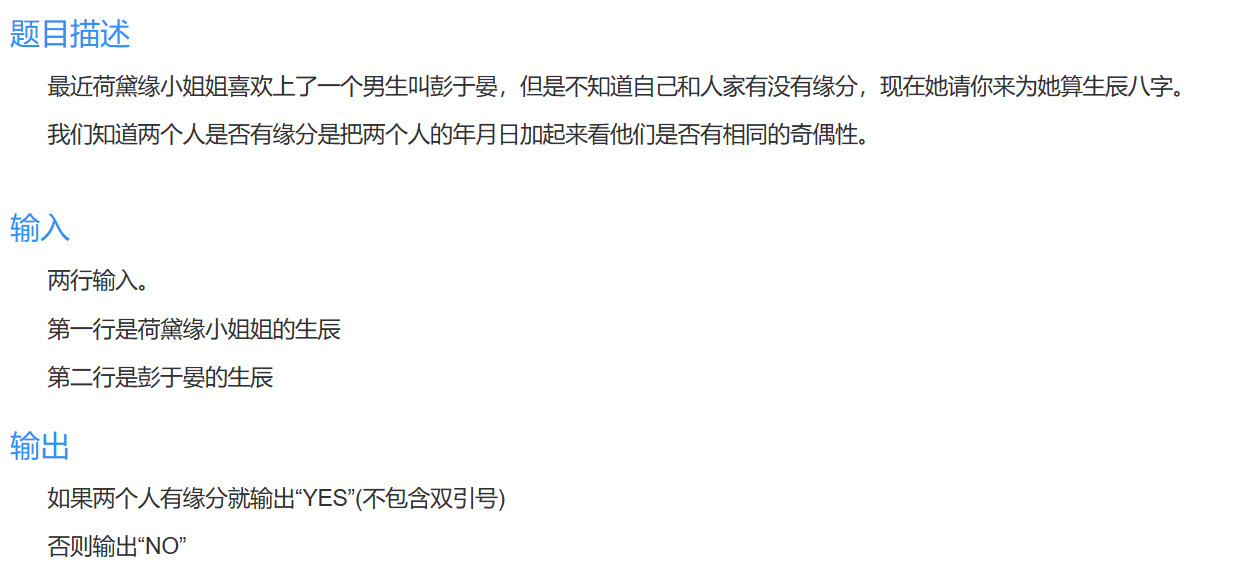 题目描述
最近荷黛缘小姐姐喜欢上了一个男生叫彭于晏，但是不知道自己和人家有没有缘分，现在她请你来为她算生辰八字。
我们知道两个人是否有缘分是把两个人的年月日加起来看他们是否有相同的奇偶性。
输入
两行输入。
第一行是荷黛缘小姐姐的生辰
第二行是彭于晏的生辰
输出
如果两个人有缘分就输出“YES”(不包含双引号)
否则输出“NO”